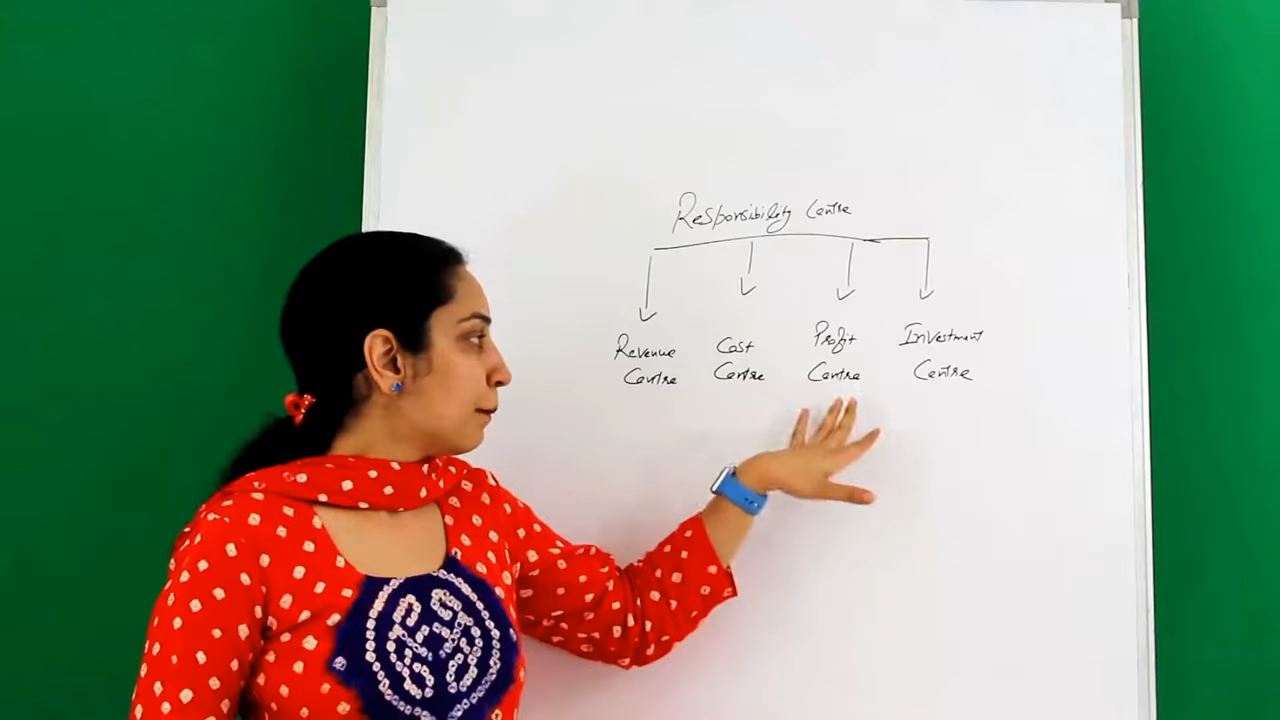 Responsibility Centre
Revenue Centre
Cost Centre
Profit Centre
Investment Centre